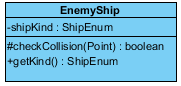 EnemyShip
-shipKind : ShipEnum
#checkCollision(Point) : boolean
+getKind() : ShipEnum